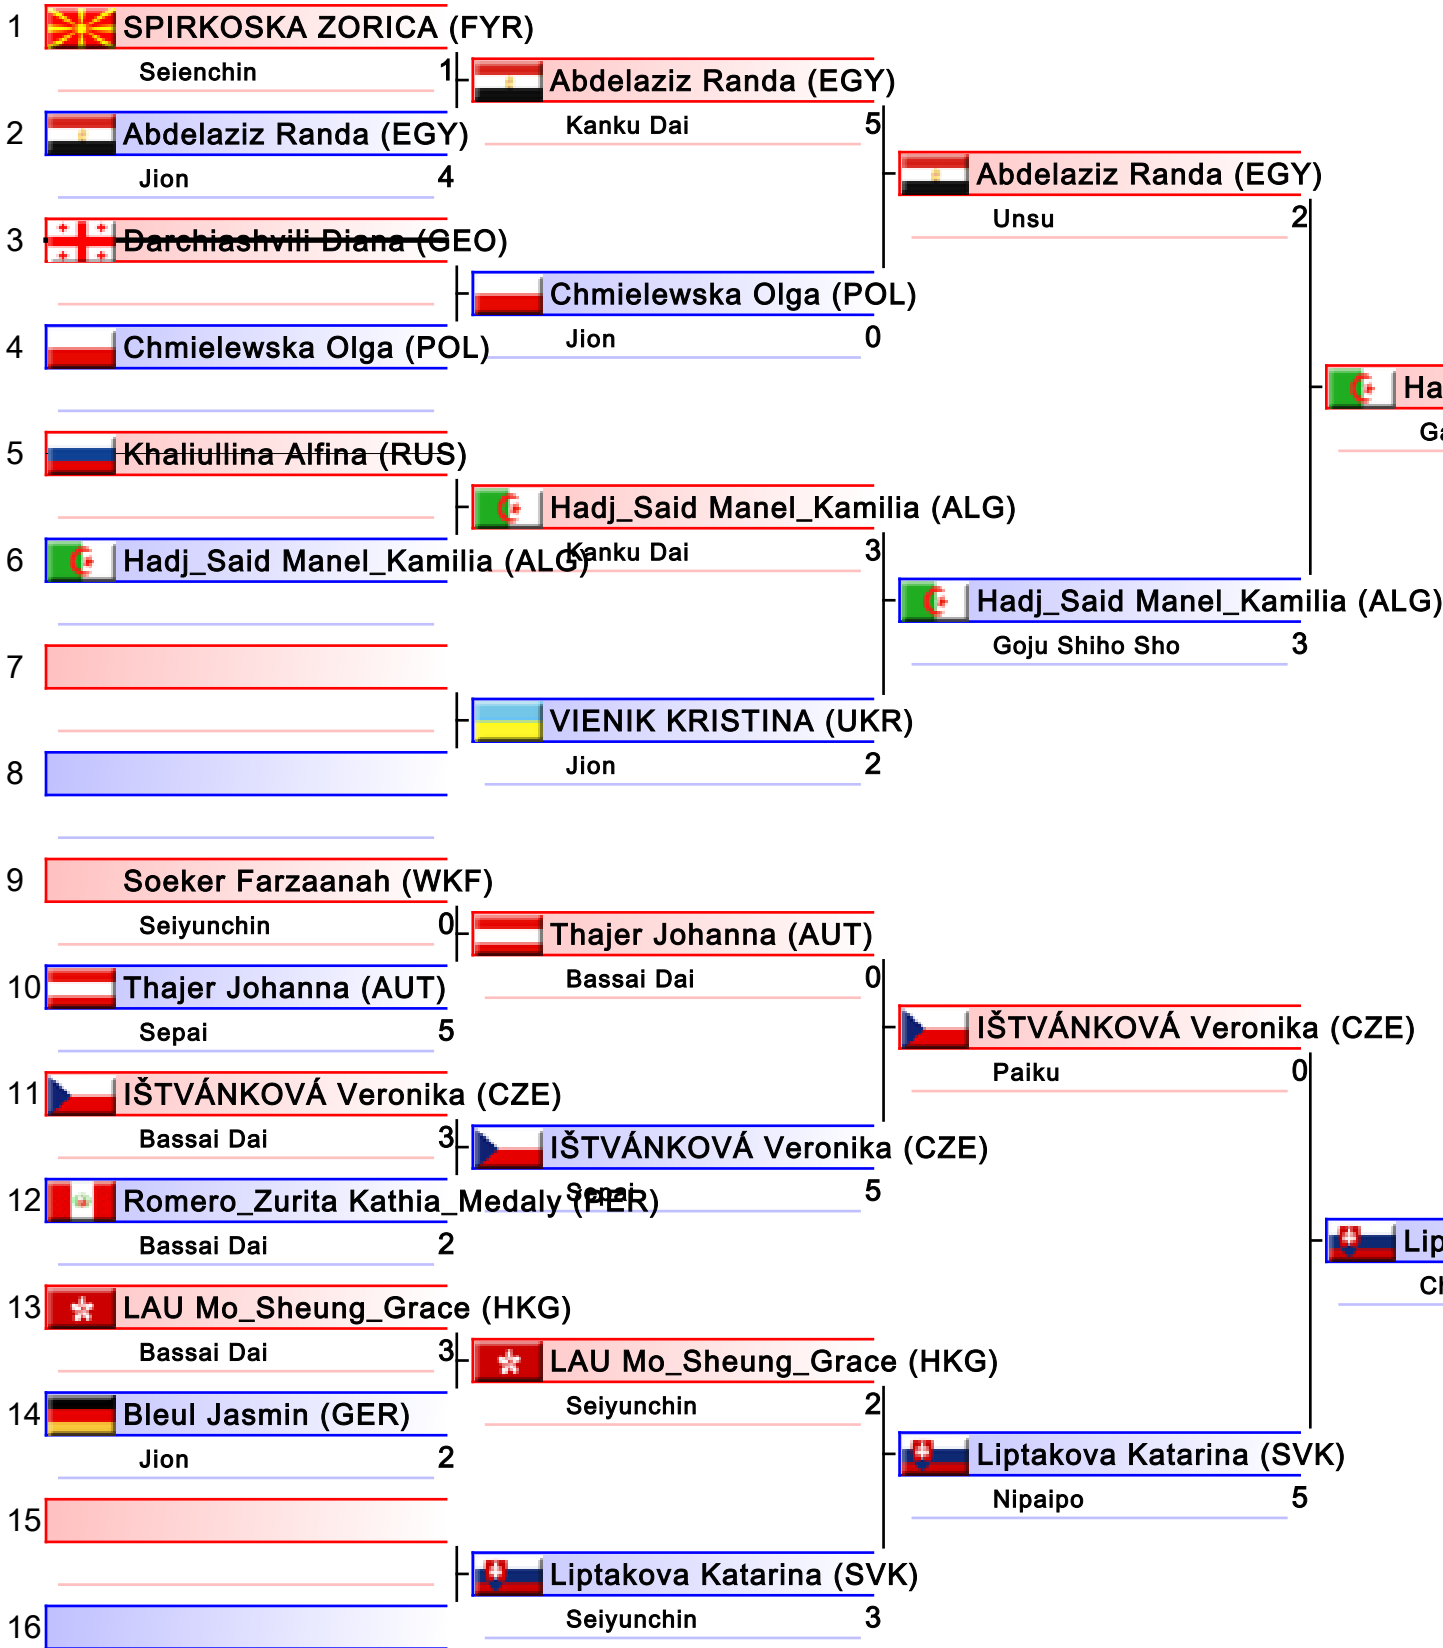 1 SPIRKOSKA ZORICA (FYR)
Seienchin 1
2 Abdelaziz Randa (EGY)
Jion 4
3 Darchiashvili Diana (GEO)
4 Chmielewska Olga (POL)
5 Khaliullina Alfina (RUS)
6 Hadj_Said Manel_Kamilia (ALG)
7
8
9 Soeker Farzaanah (WKF)
Seiyunchin 0
10 Thajer Johanna (AUT)
Sepai 5
11 IŠTVÁNKOVÁ Veronika (CZE)
Bassai Dai 3
12 Romero_Zurita Kathia_Medaly (PER)
Bassai Dai 2
13 LAU Mo_Sheung_Grace (HKG)
Bassai Dai 3
14 Bleul Jasmin (GER)
Jion 2
15
16
Abdelaziz Randa (EGY)
Kanku Dai 5
Chmielewska Olga (POL)
Jion 0
Hadj_Said Manel_Kamilia (ALG)
Kanku Dai 3
VIENIK KRISTINA (UKR)
Jion 2
Thajer Johanna (AUT)
Bassai Dai 0
IŠTVÁNKOVÁ Veronika (CZE)
Sepai 5
LAU Mo_Sheung_Grace (HKG)
Seiyunchin 2
Liptakova Katarina (SVK)
Seiyunchin 3
Abdelaziz Randa (EGY)
Unsu 2
Hadj_Said Manel_Kamilia (ALG)
Goju Shiho Sho 3
IŠTVÁNKOVÁ Veronika (CZE)
Paiku 0
Liptakova Katarina (SVK)
Nipaipo 5
Ha
Ga
Lip
Ch